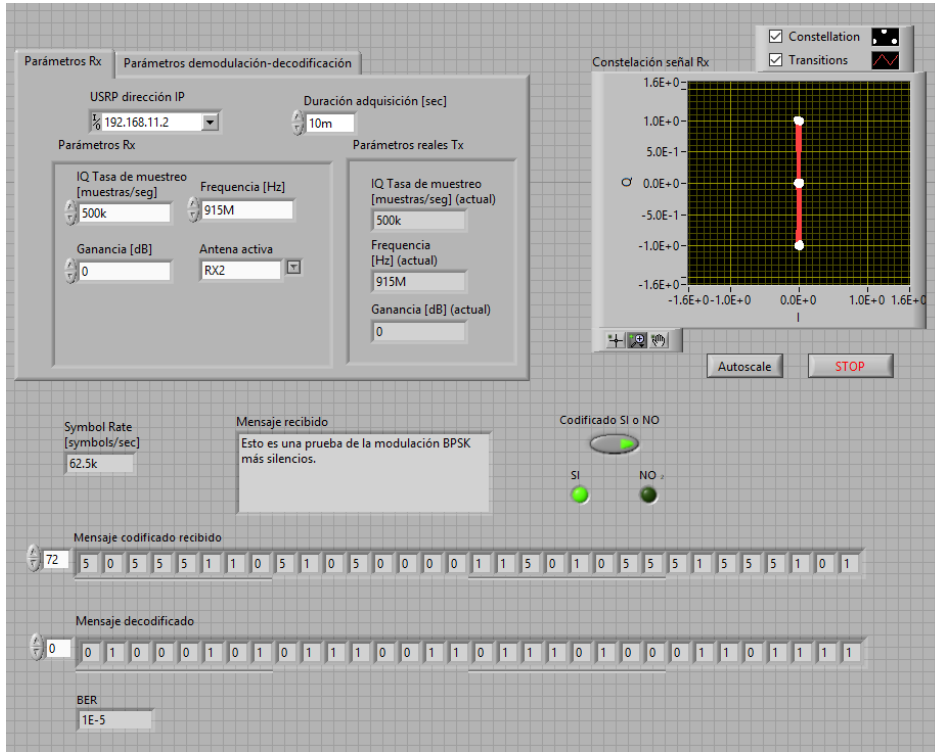 Constellation
Transitions
Parámetros Rx
Parámetros demodulación-decodificación
Constelación señal Rx
USRP dirección IP
192.168.11.2
Duración adquisición [sec]
10m
Parámetros Rx
IQ Tasa de muestreo
[muestras/seg]
500k
Frequencia [Hz]
915M
Ganancia [dB]
0
Antena activa
RX2
Parámetros reales Tx
IQ Tasa de muestreo
[muestras/seg] (actual)
500k
Frequencia
[Hz] (actual)
915M
Ganancia [dB] (actual)
0
1.6E+0
1.0E+0
5.0E-1
0.0E+0
-5.0E-1
-1.0E+0
-1.6E+0
Q
-1.6E+0 -1.0E+0 0.0E+0 1.0E+0 1.6E+0
I
Autoscale
STOP
Symbol Rate
[symbols/sec]
62.5k
Mensaje recibido
Esto es una prueba de la modulación BPSK
más silencios.
Codificado SI o NO
SI
NO 2
Mensaje codificado recibido
72 5 0 5 5 5 1 1 0 5 1 0 5 0 0 0 0 1 1 5 0 1 0 5 5 5 1 5 5 5 1 0 1
Mensaje decodificado
0 0 1 0 0 0 1 0 1 0 1 1 1 0 0 1 1 0 1 1 1 0 1 0 0 0 1 1 0 1 1 1 1
BER
1E-5